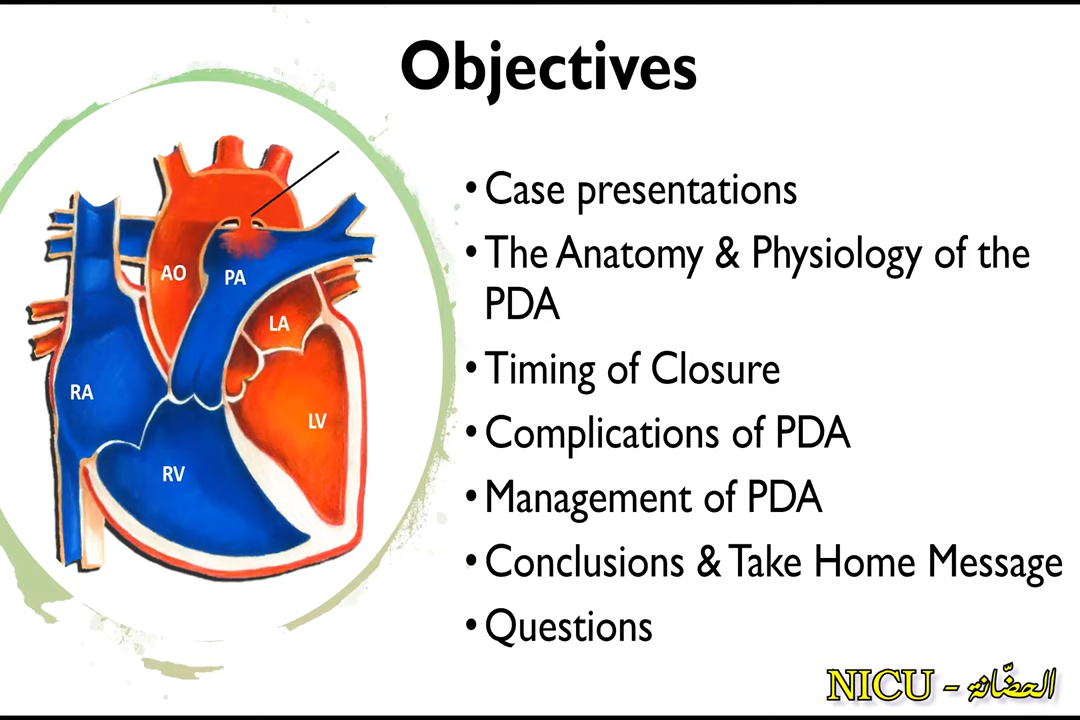 Objectives
• Case presentations
• The Anatomy & Physiology of the
PDA
• Timing of Closure
• Complications of PDA
• Management of PDA
• Conclusions & Take Home Message
• Questions
AO
PA
LA
RA
LV
RV
NICU - الحضّانة